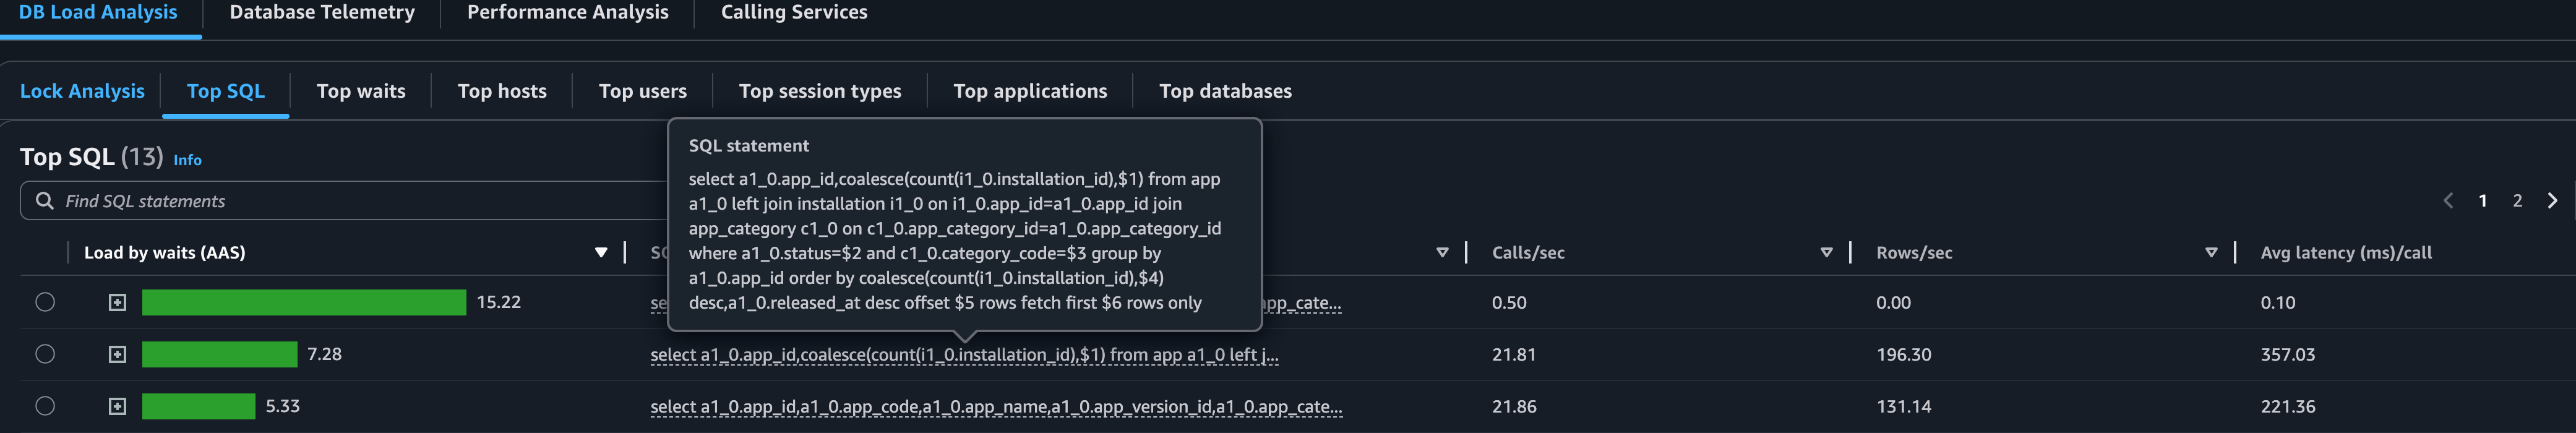 DB Load Analysis Database Telemetry Performance Analysis Calling Services
Lock Analysis Top SQL Top waits Top hosts Top users Top session types Top applications Top databases
Top SQL (13) Info
SQL statement
select a1_0.app_id,coalesce(count(i1_0.installation_id),$1) from app
a1_0 left join installation i1_0 on i1_0.app_id=a1_0.app_id join
app_category c1_0 on c1_0.app_category_id=a1_0.app_category_id
where a1_0.status=$2 and c1_0.category_code=$3 group by
a1_0.app_id order by coalesce(count(i1_0.installation_id),$4)
desc,a1_0.released_at desc offset $5 rows fetch first $6 rows only
Find SQL statements 1 2
Load by waits (AAS) Calls/sec Rows/sec Avg latency (ms)/call
15.22 se app_cate... 0.50 0.00 0.10
7.28 select a1_0.app_id,coalesce(count(i1_0.installation_id),$1) from app a1_0 left j... 21.81 196.30 357.03
5.33 select a1_0.app_id,a1_0.app_code,a1_0.app_name,a1_0.app_version_id,a1_0.app_cate... 21.86 131.14 221.36